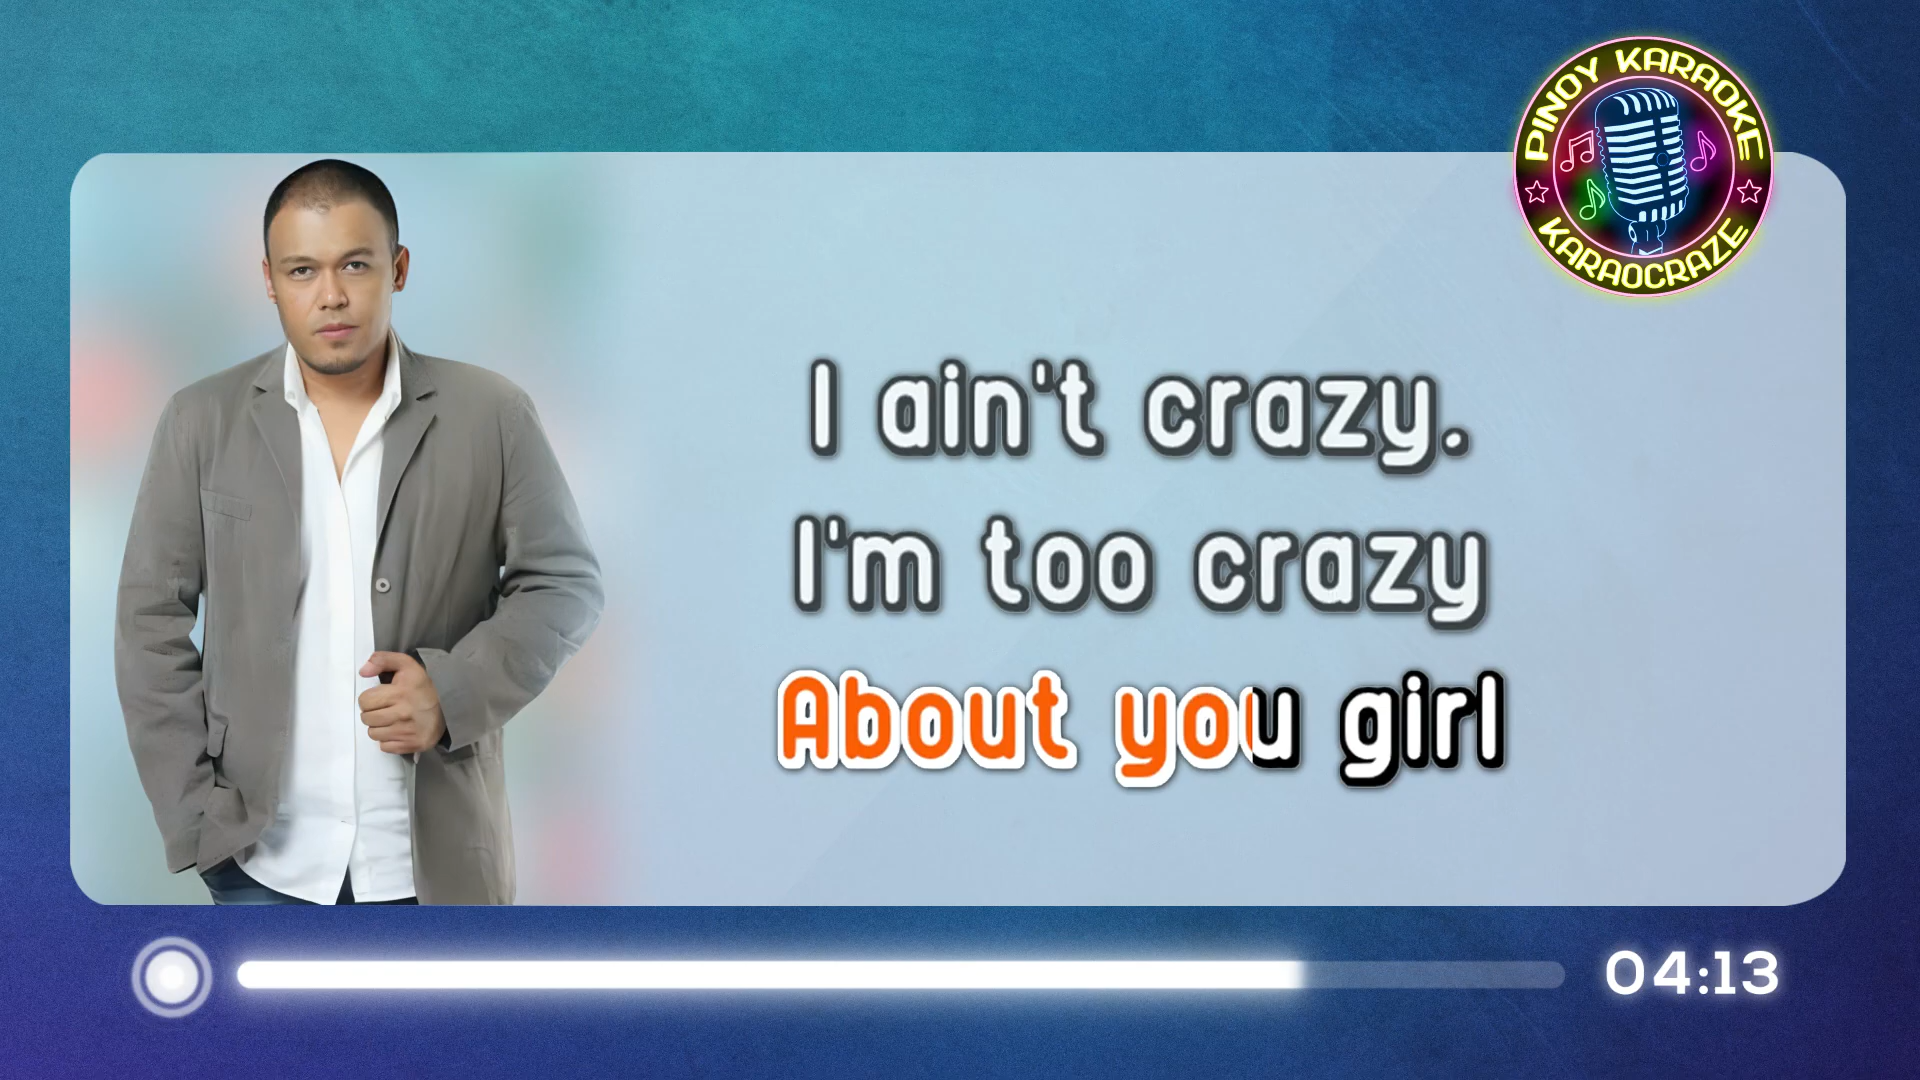 PINOY KARAOKE
KARAOCRAZE
I ain't crazy.
I'm too crazy
About you girl
04:13